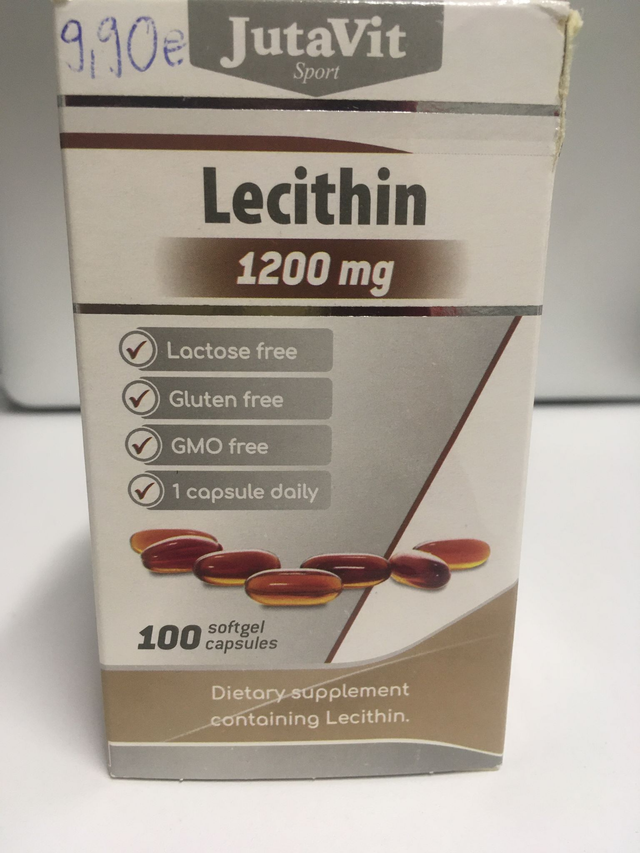 9,90e
JutaVit
Sport
Lecithin
1200 mg
Lactose free
Gluten free
GMO free
1 capsule daily
100 softgel
capsules
Dietary supplement
containing Lecithin.